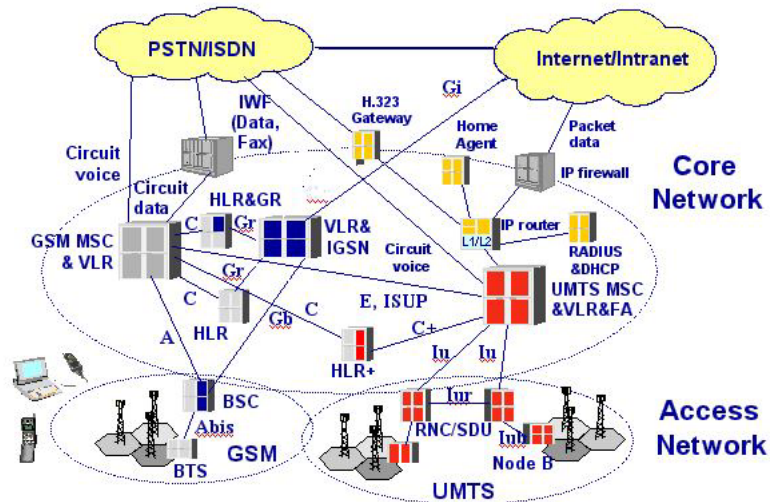 PSTN/ISDN
Internet/Intranet
IWF
(Data,
Fax)
H.323
Gateway
Gi
Home
Agent
Packet
data
IP firewall
Core
Network
Circuit
voice
Circuit
data
HLR&GR
C
Gr
VLR&
IGSN
GSM MSC
& VLR
Circuit
voice
L1/L2
IP router
RADIUS
&DHCP
UMTS MSC
&VLR&FA
Gr
C
HLR
Gb
C
E, ISUP
C+
HLR+
A
Iu
Iu
BSC
Abis
BTS
GSM
Iur
RNC/SDU
Iub
Node B
UMTS
Access
Network